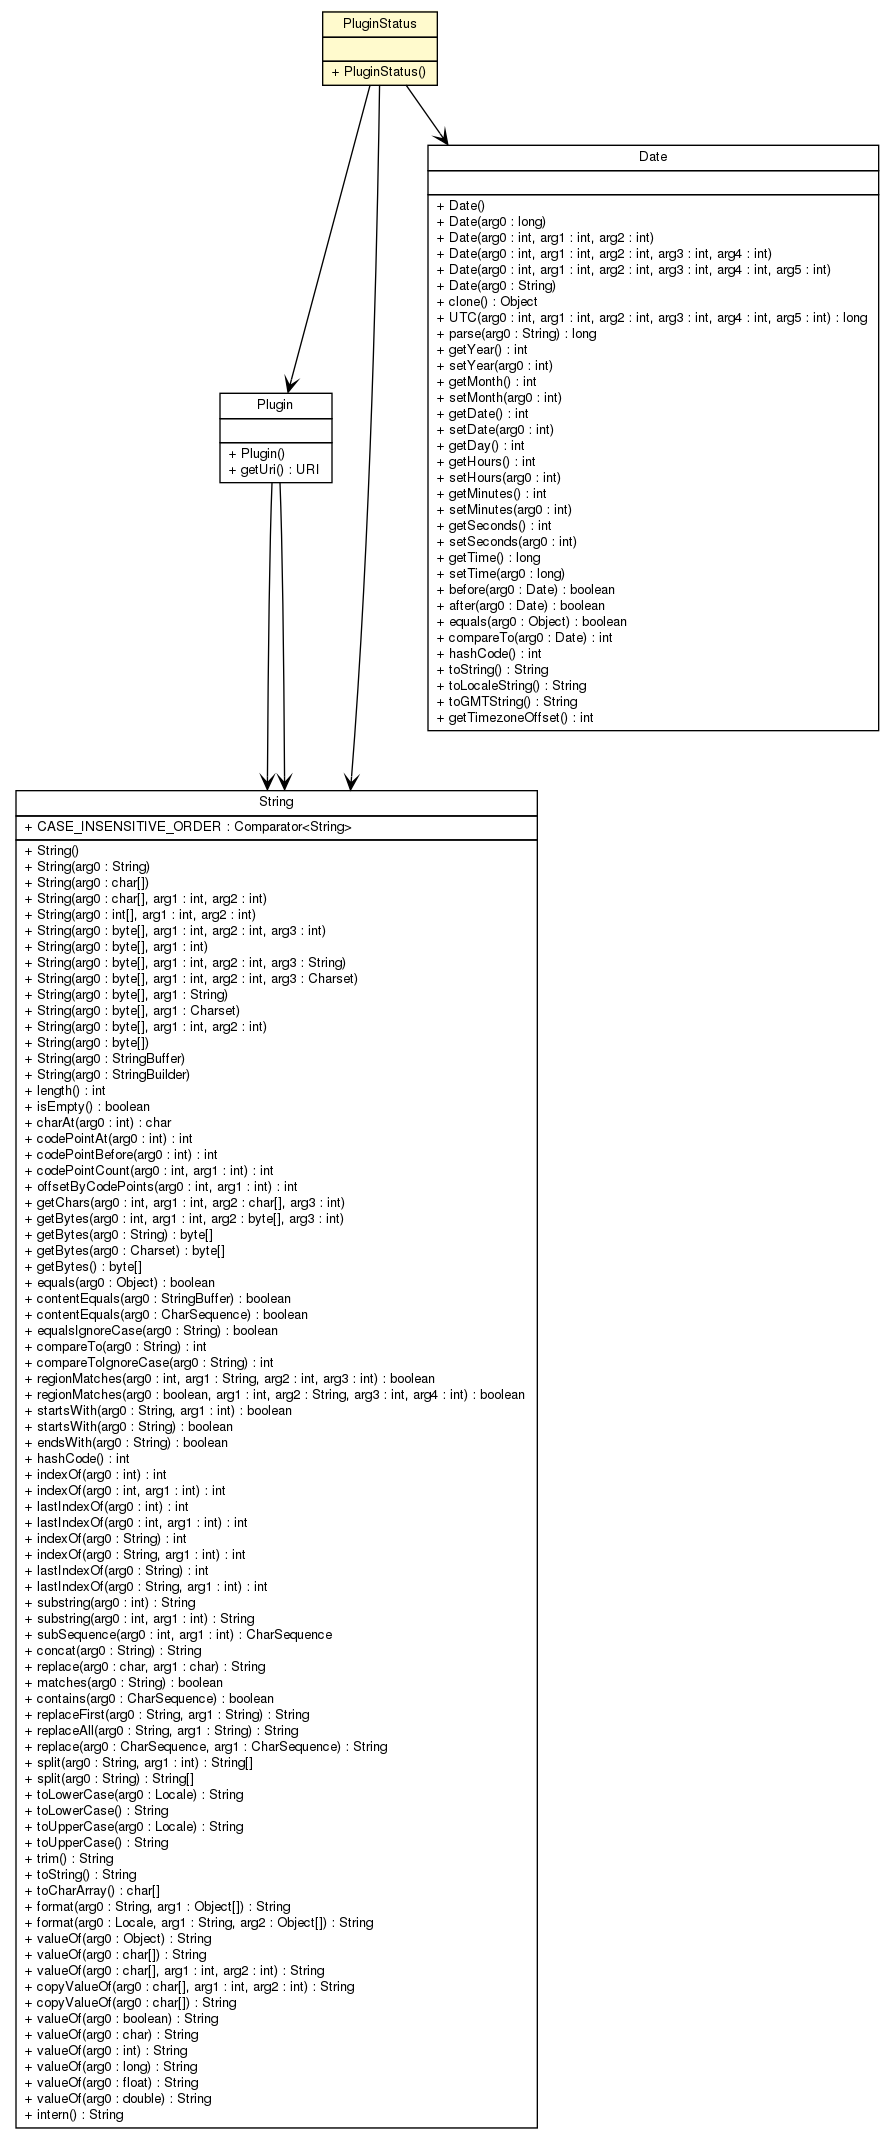 PluginStatus
+ PluginStatus()
Date
+ Date()
+ Date(arg0 : long)
+ Date(arg0 : int, arg1 : int, arg2 : int)
+ Date(arg0 : int, arg1 : int, arg2 : int, arg3 : int, arg4 : int)
+ Date(arg0 : int, arg1 : int, arg2 : int, arg3 : int, arg4 : int, arg5 : int)
+ Date(arg0 : String)
+ clone() : Object
+ UTC(arg0 : int, arg1 : int, arg2 : int, arg3 : int, arg4 : int, arg5 : int) : long
+ parse(arg0 : String) : long
+ getYear() : int
+ setYear(arg0 : int)
+ getMonth() : int
+ setMonth(arg0 : int)
+ getDate() : int
+ setDate(arg0 : int)
+ getDay() : int
+ getHours() : int
+ setHours(arg0 : int)
+ getMinutes() : int
+ setMinutes(arg0 : int)
+ getSeconds() : int
+ setSeconds(arg0 : int)
+ getTime() : long
+ setTime(arg0 : long)
+ before(arg0 : Date) : boolean
+ after(arg0 : Date) : boolean
+ equals(arg0 : Object) : boolean
+ compareTo(arg0 : Date) : int
+ hashCode() : int
+ toString() : String
+ toLocaleString() : String
+ toGMTString() : String
+ getTimezoneOffset() : int
Plugin
+ Plugin()
+ getUri() : URI
String
+ CASE_INSENSITIVE_ORDER : Comparator<String>
+ String()
+ String(arg0 : String)
+ String(arg0 : char[])
+ String(arg0 : char[], arg1 : int, arg2 : int)
+ String(arg0 : int[], arg1 : int, arg2 : int)
+ String(arg0 : byte[], arg1 : int, arg2 : int, arg3 : int)
+ String(arg0 : byte[], arg1 : int)
+ String(arg0 : byte[], arg1 : int, arg2 : int, arg3 : String)
+ String(arg0 : byte[], arg1 : int, arg2 : int, arg3 : Charset)
+ String(arg0 : byte[], arg1 : String)
+ String(arg0 : byte[], arg1 : Charset)
+ String(arg0 : byte[], arg1 : int, arg2 : int)
+ String(arg0 : byte[])
+ String(arg0 : StringBuffer)
+ String(arg0 : StringBuilder)
+ length() : int
+ isEmpty() : boolean
+ charAt(arg0 : int) : char
+ codePointAt(arg0 : int) : int
+ codePointBefore(arg0 : int) : int
+ codePointCount(arg0 : int, arg1 : int) : int
+ offsetByCodePoints(arg0 : int, arg1 : int) : int
+ getChars(arg0 : int, arg1 : int, arg2 : char[], arg3 : int)
+ getBytes(arg0 : int, arg1 : int, arg2 : byte[], arg3 : int)
+ getBytes(arg0 : String) : byte[]
+ getBytes(arg0 : Charset) : byte[]
+ getBytes() : byte[]
+ equals(arg0 : Object) : boolean
+ contentEquals(arg0 : StringBuffer) : boolean
+ contentEquals(arg0 : CharSequence) : boolean
+ equalsIgnoreCase(arg0 : String) : boolean
+ compareTo(arg0 : String) : int
+ compareToIgnoreCase(arg0 : String) : int
+ regionMatches(arg0 : int, arg1 : String, arg2 : int, arg3 : int) : boolean
+ regionMatches(arg0 : boolean, arg1 : int, arg2 : String, arg3 : int, arg4 : int) : boolean
+ startsWith(arg0 : String, arg1 : int) : boolean
+ startsWith(arg0 : String) : boolean
+ endsWith(arg0 : String) : boolean
+ hashCode() : int
+ indexOf(arg0 : int) : int
+ indexOf(arg0 : int, arg1 : int) : int
+ lastIndexOf(arg0 : int) : int
+ lastIndexOf(arg0 : int, arg1 : int) : int
+ indexOf(arg0 : String) : int
+ indexOf(arg0 : String, arg1 : int) : int
+ lastIndexOf(arg0 : String) : int
+ lastIndexOf(arg0 : String, arg1 : int) : int
+ substring(arg0 : int) : String
+ substring(arg0 : int, arg1 : int) : String
+ subSequence(arg0 : int, arg1 : int) : CharSequence
+ concat(arg0 : String) : String
+ replace(arg0 : char, arg1 : char) : String
+ matches(arg0 : String) : boolean
+ contains(arg0 : CharSequence) : boolean
+ replaceFirst(arg0 : String, arg1 : String) : String
+ replaceAll(arg0 : String, arg1 : String) : String
+ replace(arg0 : CharSequence, arg1 : CharSequence) : String
+ split(arg0 : String, arg1 : int) : String[]
+ split(arg0 : String) : String[]
+ toLowerCase(arg0 : Locale) : String
+ toLowerCase() : String
+ toUpperCase(arg0 : Locale) : String
+ toUpperCase() : String
+ trim() : String
+ toString() : String
+ toCharArray() : char[]
+ format(arg0 : String, arg1 : Object[]) : String
+ format(arg0 : Locale, arg1 : String, arg2 : Object[]) : String
+ valueOf(arg0 : Object) : String
+ valueOf(arg0 : char[]) : String
+ valueOf(arg0 : char[], arg1 : int, arg2 : int) : String
+ copyValueOf(arg0 : char[], arg1 : int, arg2 : int) : String
+ copyValueOf(arg0 : char[]) : String
+ valueOf(arg0 : boolean) : String
+ valueOf(arg0 : char) : String
+ valueOf(arg0 : int) : String
+ valueOf(arg0 : long) : String
+ valueOf(arg0 : float) : String
+ valueOf(arg0 : double) : String
+ intern() : String